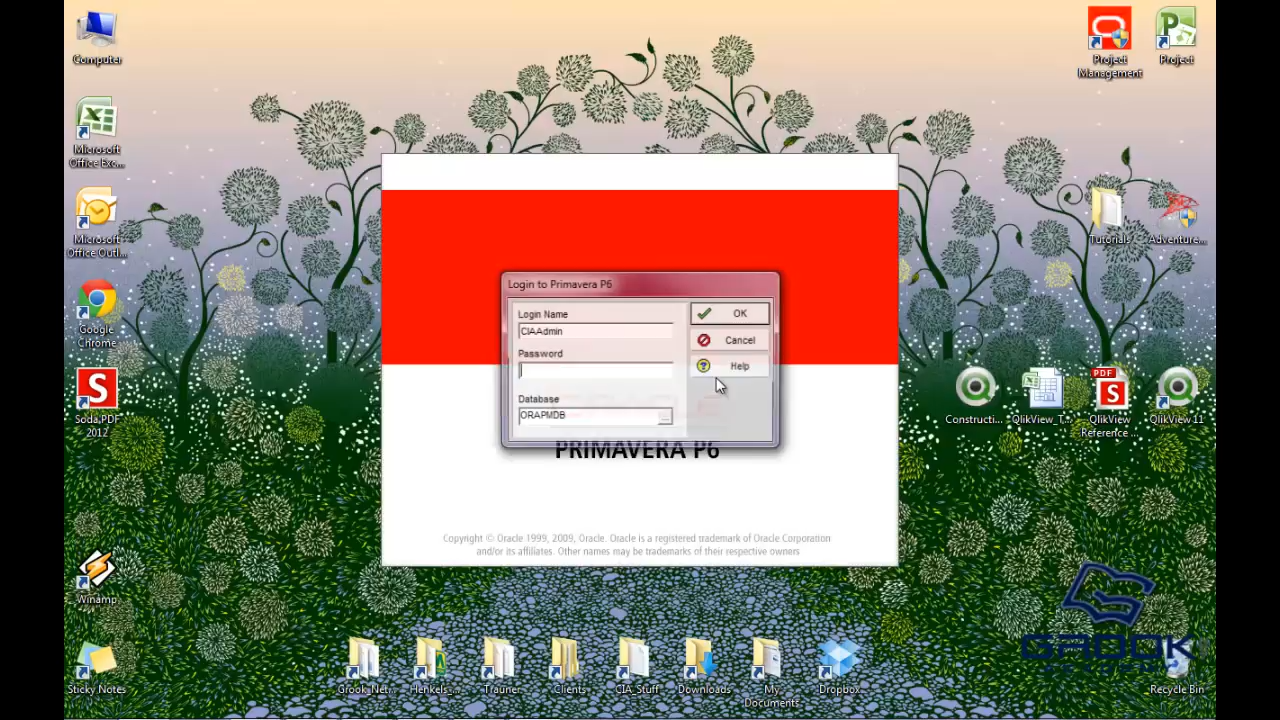 Computer
Project
Management
Project
Microsoft
Office Exc...
Microsoft
Office Outl...
Tutorials
Adventure...
Login to Primavera P6
Login Name
OK
CIAAdmin
Cancel
Password
Help
Database
ORAPMDB
...
Google
Chrome
S
Soda PDF
2012
PDF
S
Constructi...
QlikView_T...
QlikView
Reference ...
QlikView 11
PRIMAVERA P6
Copyright © Oracle 1999, 2009, Oracle. Oracle is a registered trademark of Oracle Corporation
and/or its affiliates. Other names may be trademarks of their respective owners
Winamp
GROOK
Sticky Notes
Henkels_...
Trauner
Clients
CIA_Stuff
Downloads
My
Documents
Dropbox
Recycle Bin